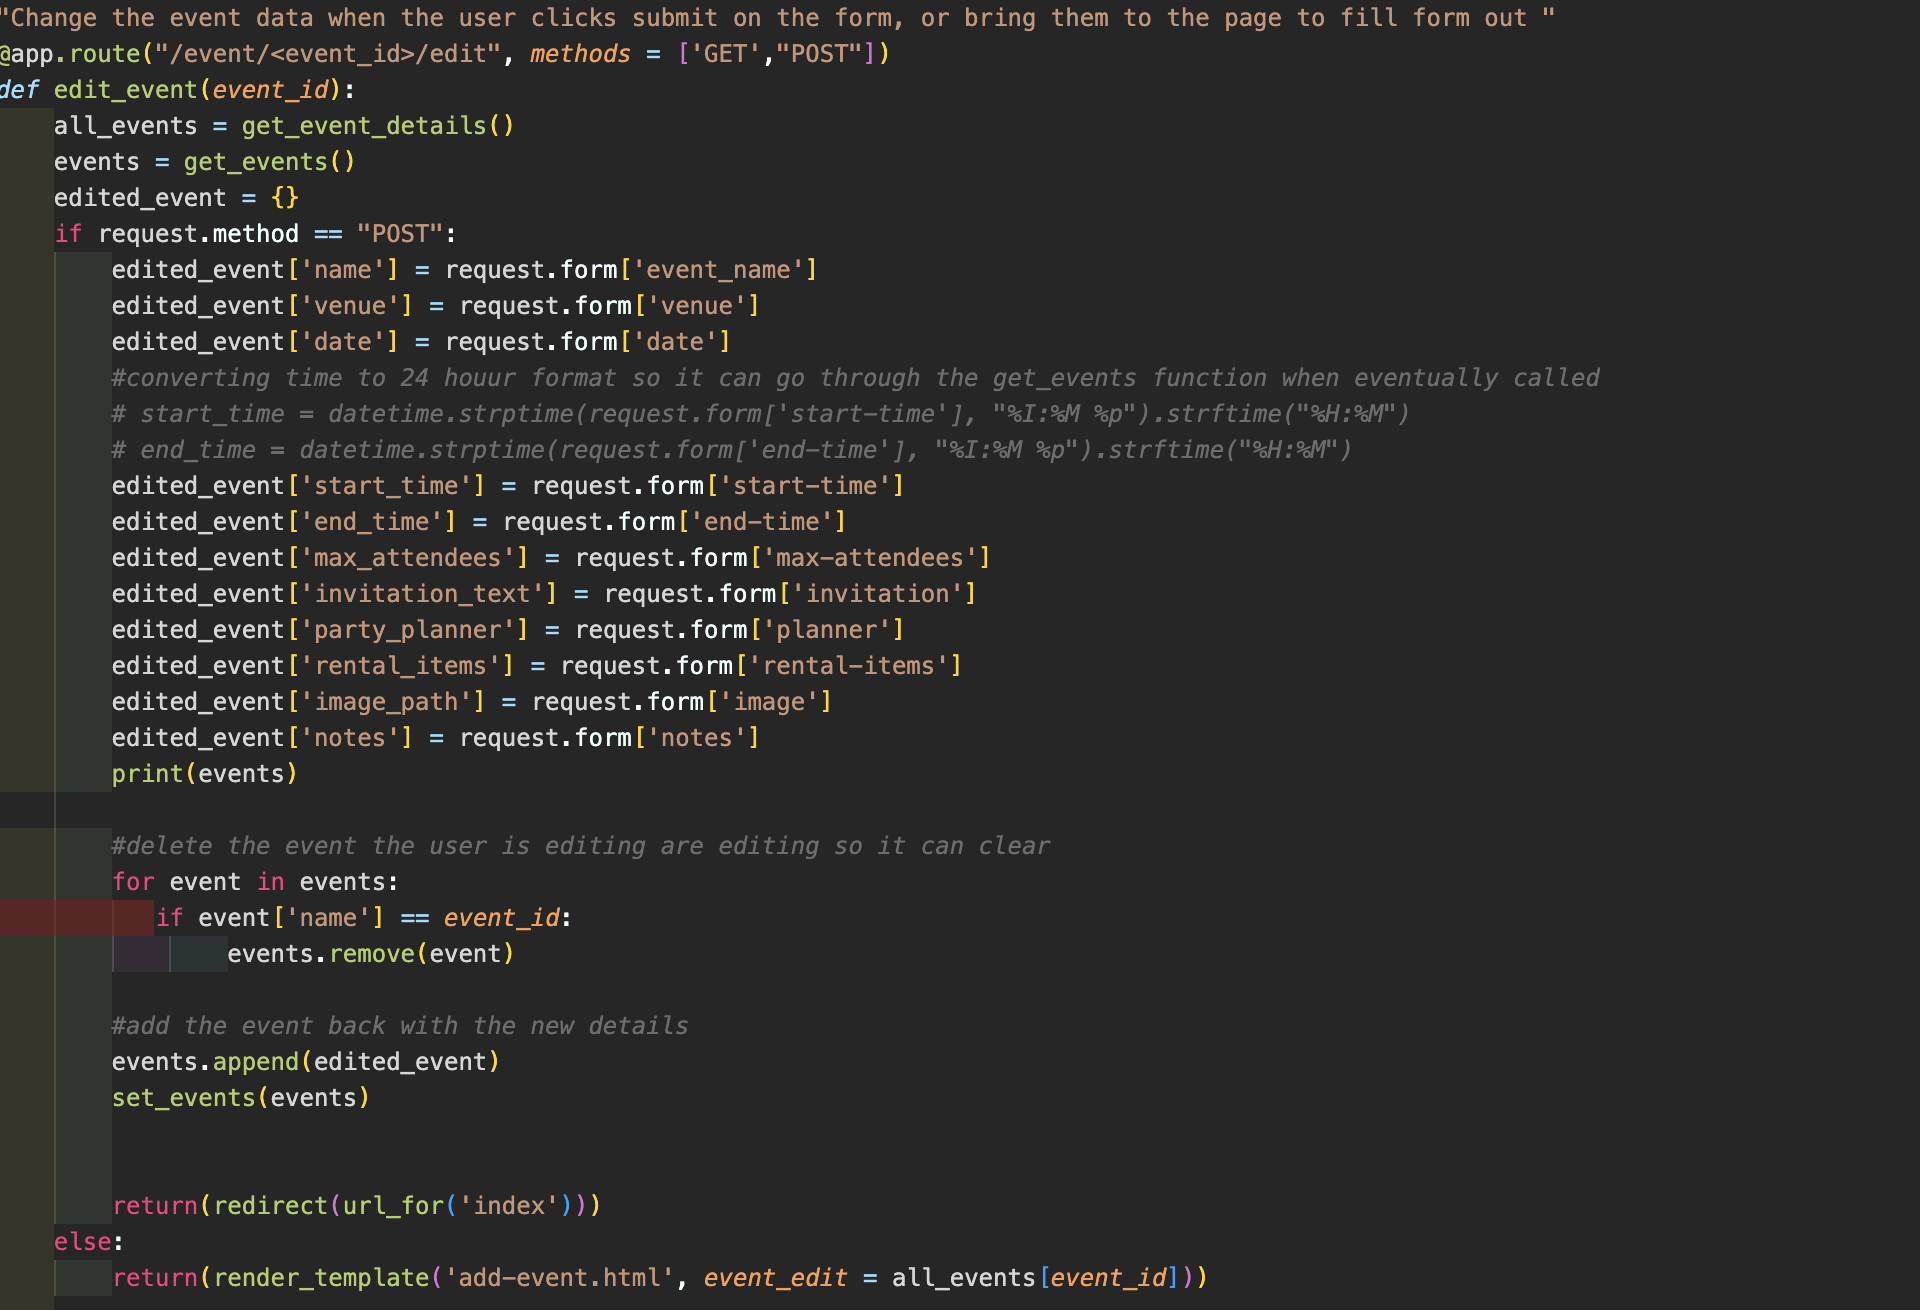 "Change the event data when the user clicks submit on the form, or bring them to the page to fill form out "
@app.route("/event/<event_id>/edit", methods = ['GET',"POST"])
def edit_event(event_id):
    all_events = get_event_details()
    events = get_events()
    edited_event = {}
    if request.method == "POST":
        edited_event['name'] = request.form['event_name']
        edited_event['venue'] = request.form['venue']
        edited_event['date'] = request.form['date']
        #converting time to 24 houur format so it can go through the get_events function when eventually called
        # start_time = datetime.strptime(request.form['start-time'], "%I:%M %p").strftime("%H:%M")
        # end_time = datetime.strptime(request.form['end-time'], "%I:%M %p").strftime("%H:%M")
        edited_event['start_time'] = request.form['start-time']
        edited_event['end_time'] = request.form['end-time']
        edited_event['max_attendees'] = request.form['max-attendees']
        edited_event['invitation_text'] = request.form['invitation']
        edited_event['party_planner'] = request.form['planner']
        edited_event['rental_items'] = request.form['rental-items']
        edited_event['image_path'] = request.form['image']
        edited_event['notes'] = request.form['notes']
        print(events)
        #delete the event the user is editing are editing so it can clear
        for event in events:
           if event['name'] == event_id:
                events.remove(event)
        #add the event back with the new details
        events.append(edited_event)
        set_events(events)
        return(redirect(url_for('index')))
    else:
        return(render_template('add-event.html', event_edit = all_events[event_id]))